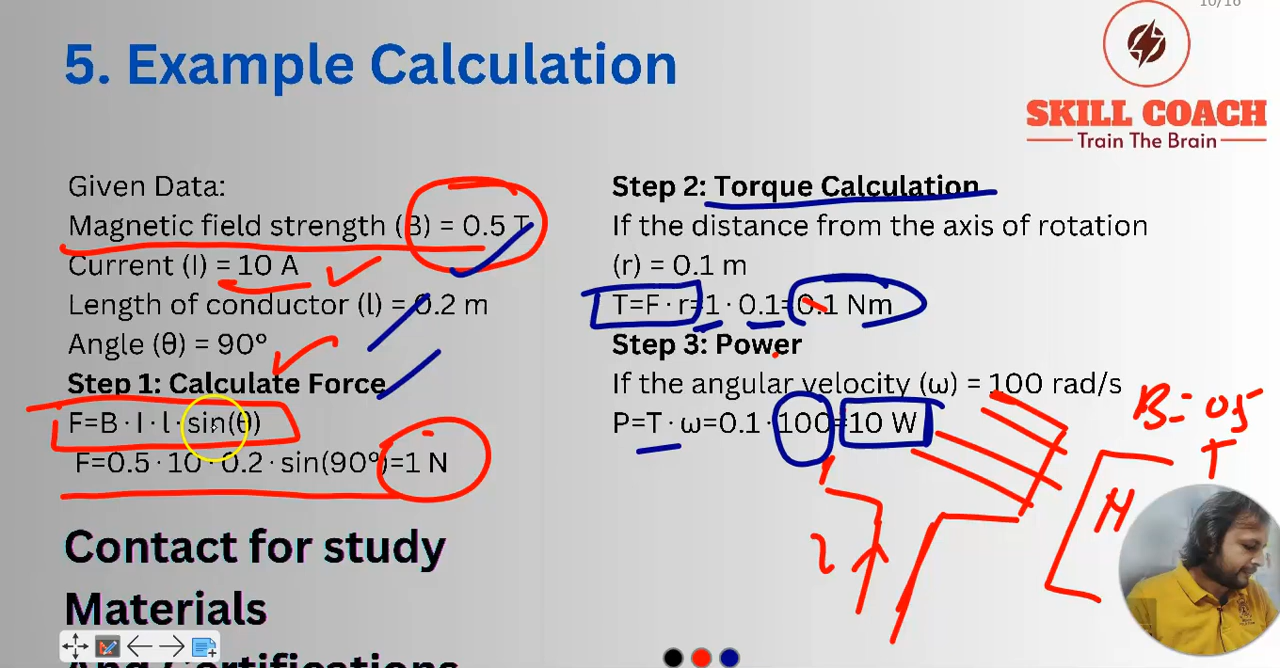 10/16
5. Example Calculation
SKILL COACH
Train The Brain
Given Data:
Magnetic field strength (B) = 0.5 T
Current (I) = 10 A
Length of conductor (l) = 0.2 m
Angle (θ) = 90°
Step 1: Calculate Force
F=B · I · l · sin(θ)
F=0.5 · 10 · 0.2 · sin(90°)=1 N
Contact for study
Materials
And Certifications
Step 2: Torque Calculation
If the distance from the axis of rotation
(r) = 0.1 m
T=F · r=1 · 0.1=0.1 Nm
Step 3: Power
If the angular velocity (ω) = 100 rad/s
P=T · ω=0.1 · 100=10 W
B = 0.5
T
N